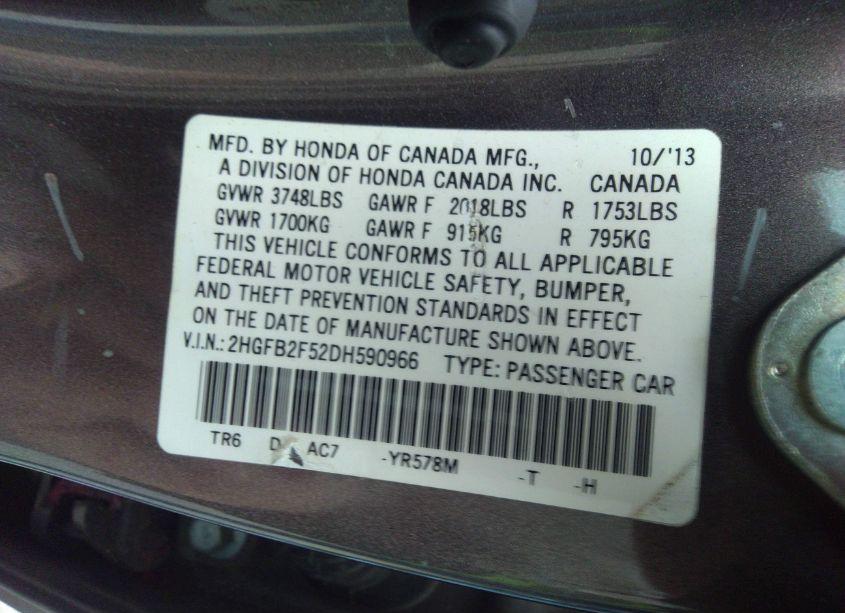 MFD. BY HONDA OF CANADA MFG., 10/'13
A DIVISION OF HONDA CANADA INC. CANADA
GVWR 3748LBS GAWR F 2018LBS R 1753LBS
GVWR 1700KG GAWR F 915KG R 795KG
THIS VEHICLE CONFORMS TO ALL APPLICABLE
FEDERAL MOTOR VEHICLE SAFETY, BUMPER,
AND THEFT PREVENTION STANDARDS IN EFFECT
ON THE DATE OF MANUFACTURE SHOWN ABOVE.
V.I.N.: 2HGFB2F52DH590966 TYPE: PASSENGER CAR
TR6 AC7 -YR578M -T -H